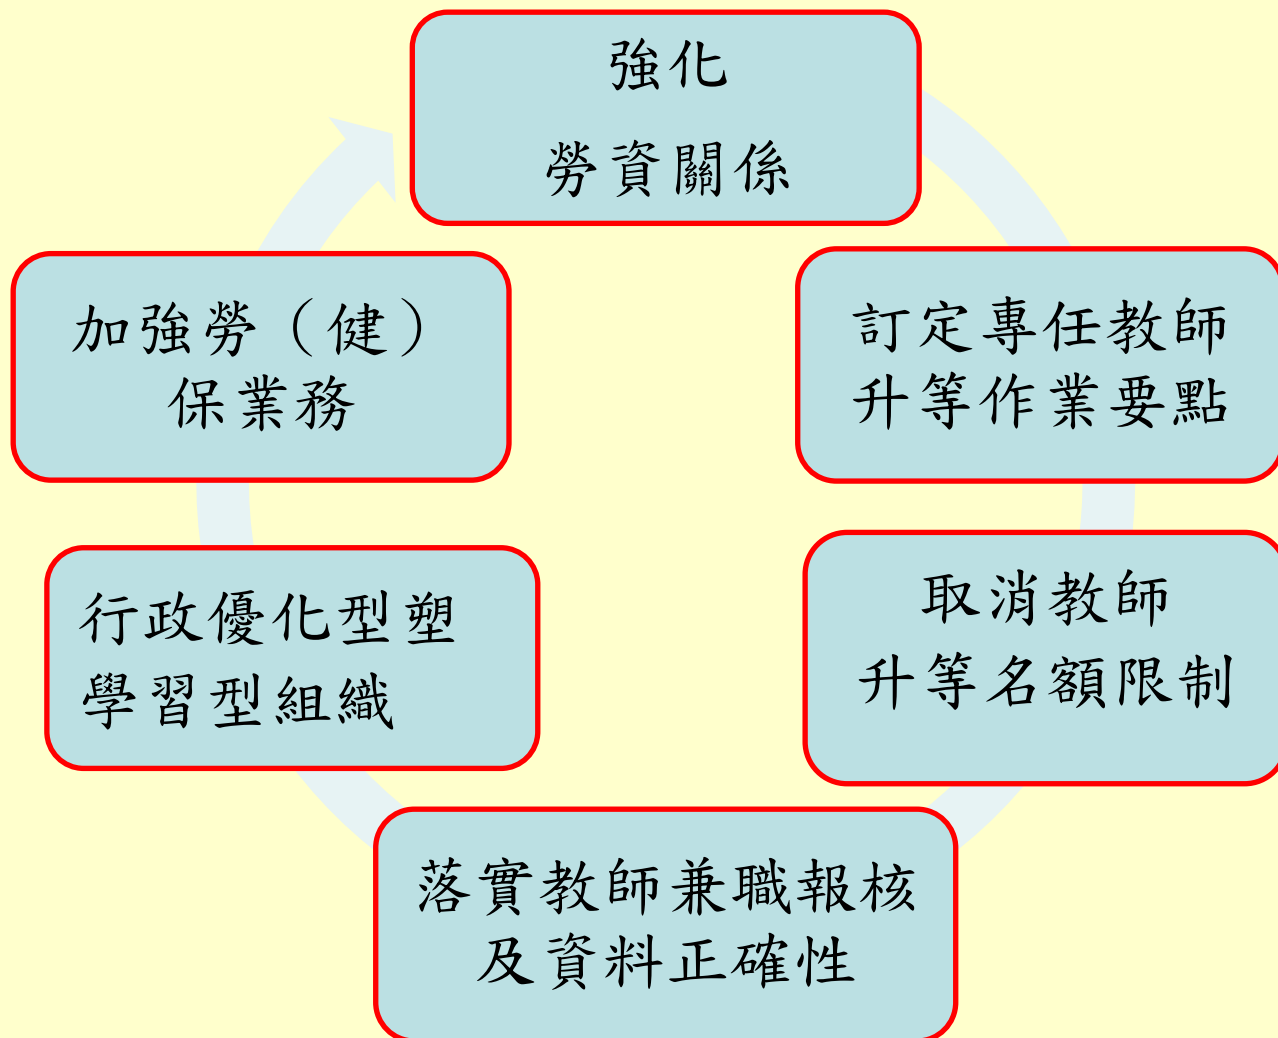 強化
勞資關係
訂定專任教師
升等作業要點
取消教師
升等名額限制
落實教師兼職報核
及資料正確性
行政優化型塑
學習型組織
加強勞（健）
保業務